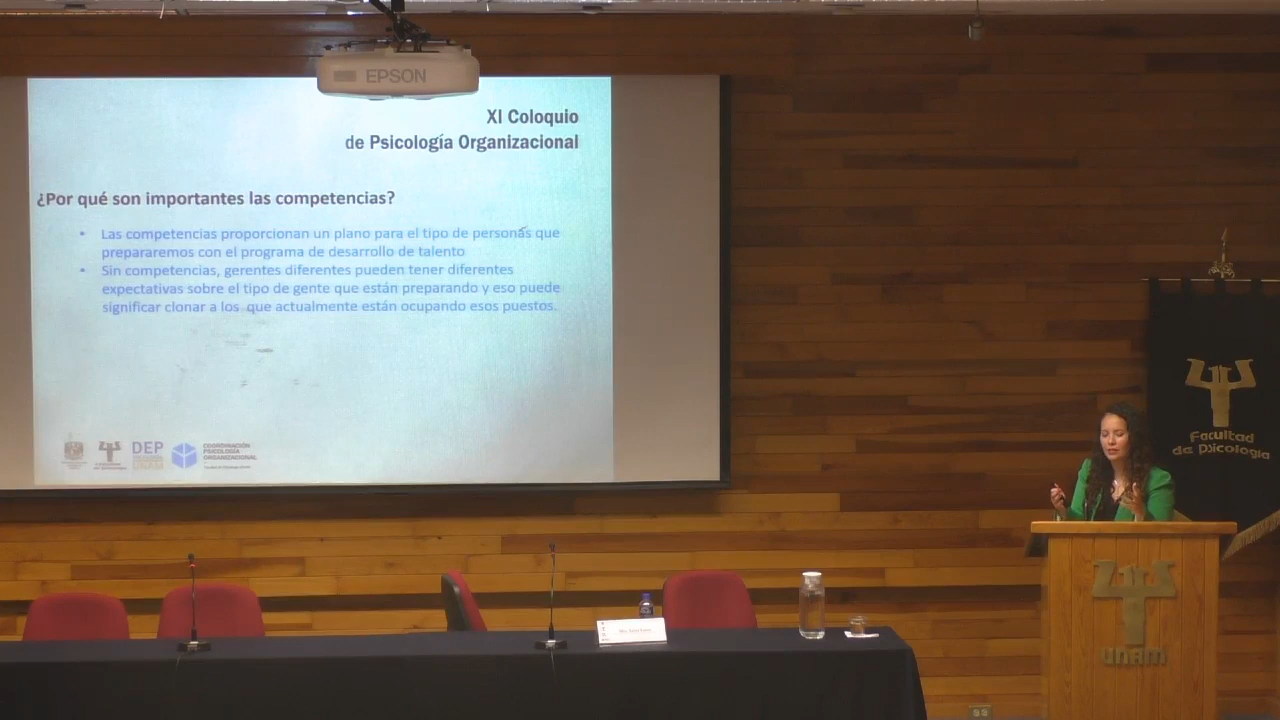 EPSON
XI Coloquio
de Psicología Organizacional
¿Por qué son importantes las competencias?
• Las competencias proporcionan un plano para el tipo de personas que
prepararemos con el programa de desarrollo de talento
• Sin competencias, gerentes diferentes pueden tener diferentes
expectativas sobre el tipo de gente que están preparando y eso puede
significar clonar a los que actualmente están ocupando esos puestos.
DEP
COORDINACIÓN
PSICOLOGÍA
ORGANIZACIONAL
Facultad
de Psicología
UNAM